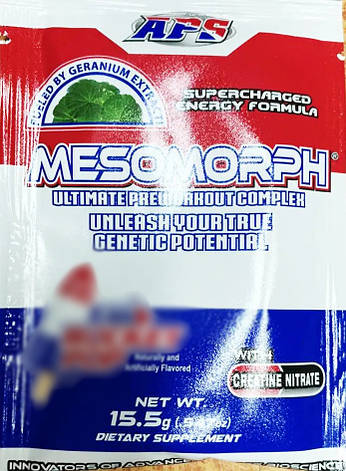 APS
FUELED BY GERANIUM EXTRACT
SUPERCHARGED
ENERGY FORMULA
MESOMORPH®
ULTIMATE PREWORKOUT COMPLEX
UNLEASH YOUR TRUE
GENETIC POTENTIAL
Naturally and
Artificially Flavored
WITH
CREATINE NITRATE
NET WT.
15.5g
DIETARY SUPPLEMENT
INNOVATORS OF